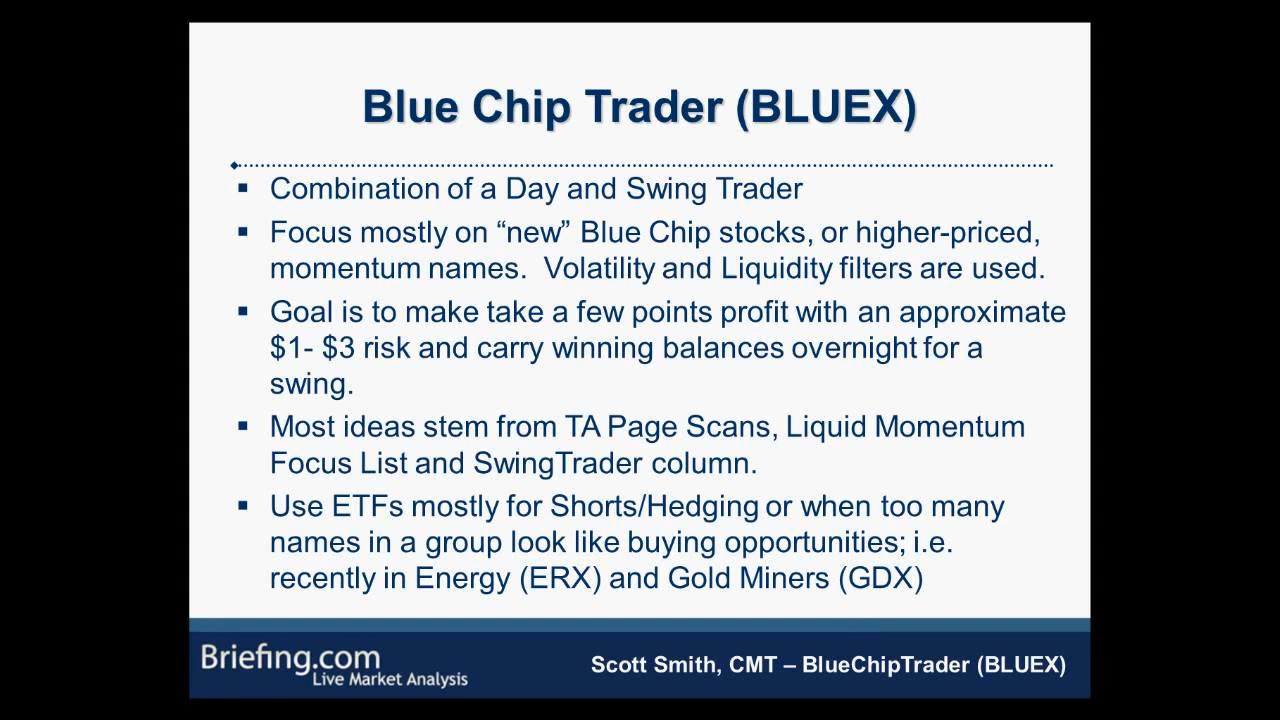 Blue Chip Trader (BLUEX)
▪ Combination of a Day and Swing Trader
▪ Focus mostly on “new” Blue Chip stocks, or higher-priced,
momentum names.  Volatility and Liquidity filters are used.
▪ Goal is to make take a few points profit with an approximate
$1- $3 risk and carry winning balances overnight for a
swing.
▪ Most ideas stem from TA Page Scans, Liquid Momentum
Focus List and SwingTrader column.
▪ Use ETFs mostly for Shorts/Hedging or when too many
names in a group look like buying opportunities; i.e.
recently in Energy (ERX) and Gold Miners (GDX)
Briefing.com
Live Market Analysis
Scott Smith, CMT – BlueChipTrader (BLUEX)